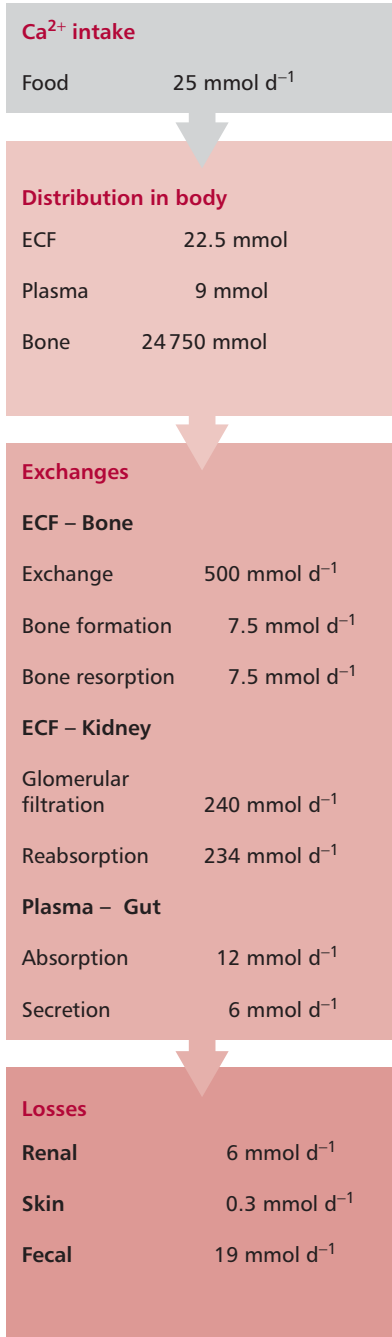 Ca²⁺ intake
Food 25 mmol d⁻¹
Distribution in body
ECF 22.5 mmol
Plasma 9 mmol
Bone 24 750 mmol
Exchanges
ECF – Bone
Exchange 500 mmol d⁻¹
Bone formation 7.5 mmol d⁻¹
Bone resorption 7.5 mmol d⁻¹
ECF – Kidney
Glomerular
filtration 240 mmol d⁻¹
Reabsorption 234 mmol d⁻¹
Plasma – Gut
Absorption 12 mmol d⁻¹
Secretion 6 mmol d⁻¹
Losses
Renal 6 mmol d⁻¹
Skin 0.3 mmol d⁻¹
Fecal 19 mmol d⁻¹